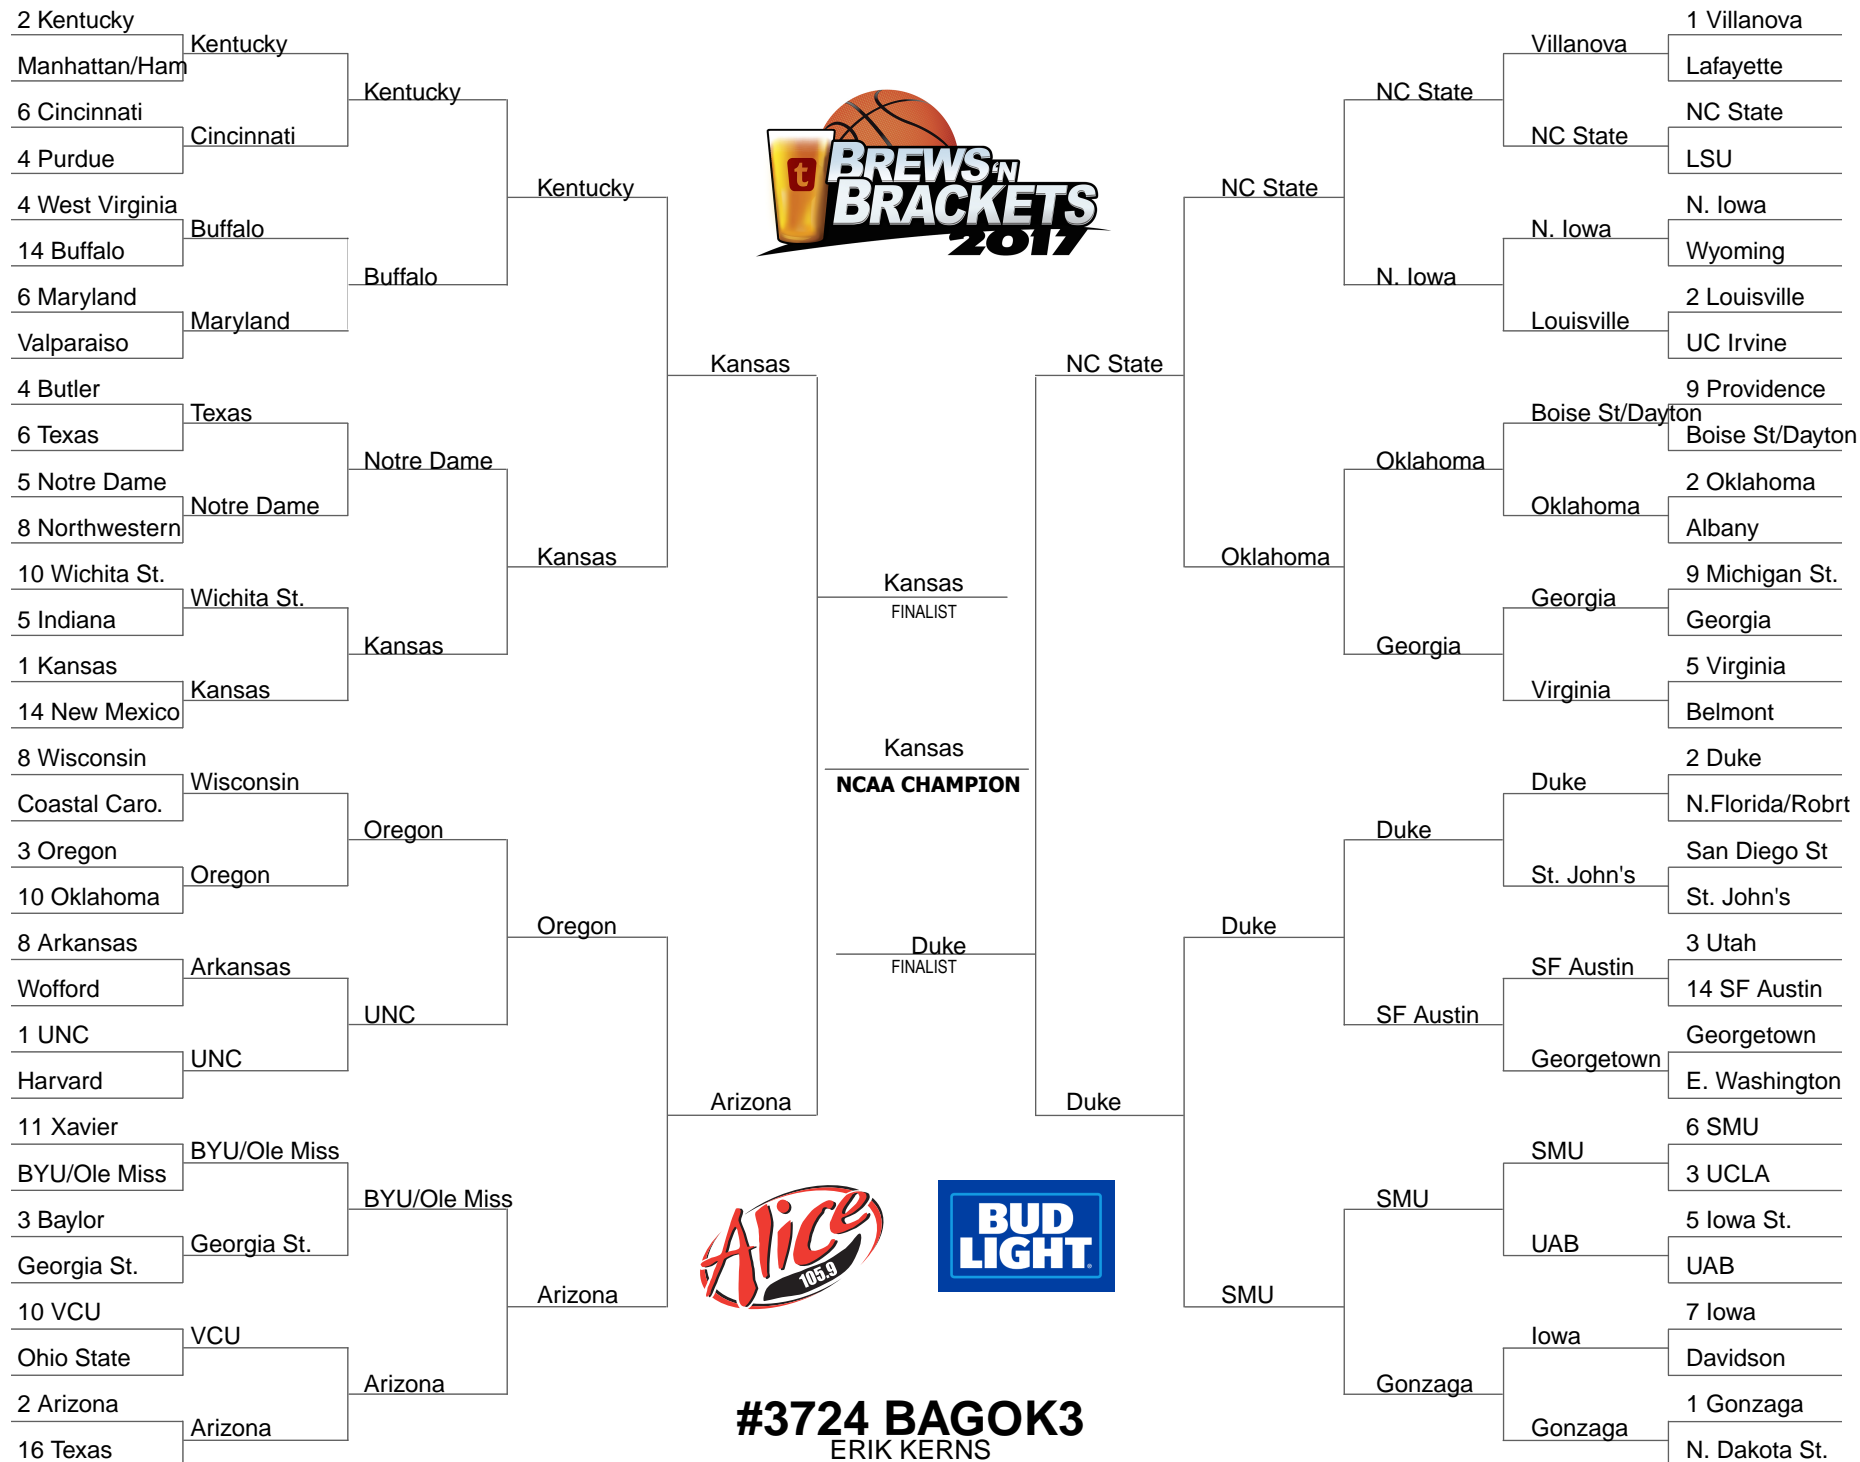 2 Kentucky
Manhattan/Ham
6 Cincinnati
4 Purdue
4 West Virginia
14 Buffalo
6 Maryland
Valparaiso
4 Butler
6 Texas
5 Notre Dame
8 Northwestern
10 Wichita St.
5 Indiana
1 Kansas
14 New Mexico
8 Wisconsin
Coastal Caro.
3 Oregon
10 Oklahoma
8 Arkansas
Wofford
1 UNC
Harvard
11 Xavier
BYU/Ole Miss
3 Baylor
Georgia St.
10 VCU
Ohio State
2 Arizona
16 Texas
Kentucky
Cincinnati
Buffalo
Maryland
Texas
Notre Dame
Wichita St.
Kansas
Wisconsin
Oregon
Arkansas
UNC
BYU/Ole Miss
Georgia St.
VCU
Arizona
Kentucky
Buffalo
Notre Dame
Kansas
Oregon
UNC
BYU/Ole Miss
Arizona
Kentucky
Kansas
Oregon
Arizona
Kansas
Arizona
t
BREWS 'N
BRACKETS
2017
Kansas
FINALIST
Kansas
NCAA CHAMPION
Duke
FINALIST
Alice
105.9
BUD
LIGHT
#3724 BAGOK3
ERIK KERNS
NC State
Duke
NC State
Oklahoma
Duke
SMU
NC State
N. Iowa
Oklahoma
Georgia
Duke
SF Austin
SMU
Gonzaga
Villanova
NC State
N. Iowa
Louisville
Boise St/Dayton
Oklahoma
Georgia
Virginia
Duke
St. John's
SF Austin
Georgetown
SMU
UAB
Iowa
Gonzaga
1 Villanova
Lafayette
NC State
LSU
N. Iowa
Wyoming
2 Louisville
UC Irvine
9 Providence
Boise St/Dayton
2 Oklahoma
Albany
9 Michigan St.
Georgia
5 Virginia
Belmont
2 Duke
N.Florida/Robrt
San Diego St
St. John's
3 Utah
14 SF Austin
Georgetown
E. Washington
6 SMU
3 UCLA
5 Iowa St.
UAB
7 Iowa
Davidson
1 Gonzaga
N. Dakota St.